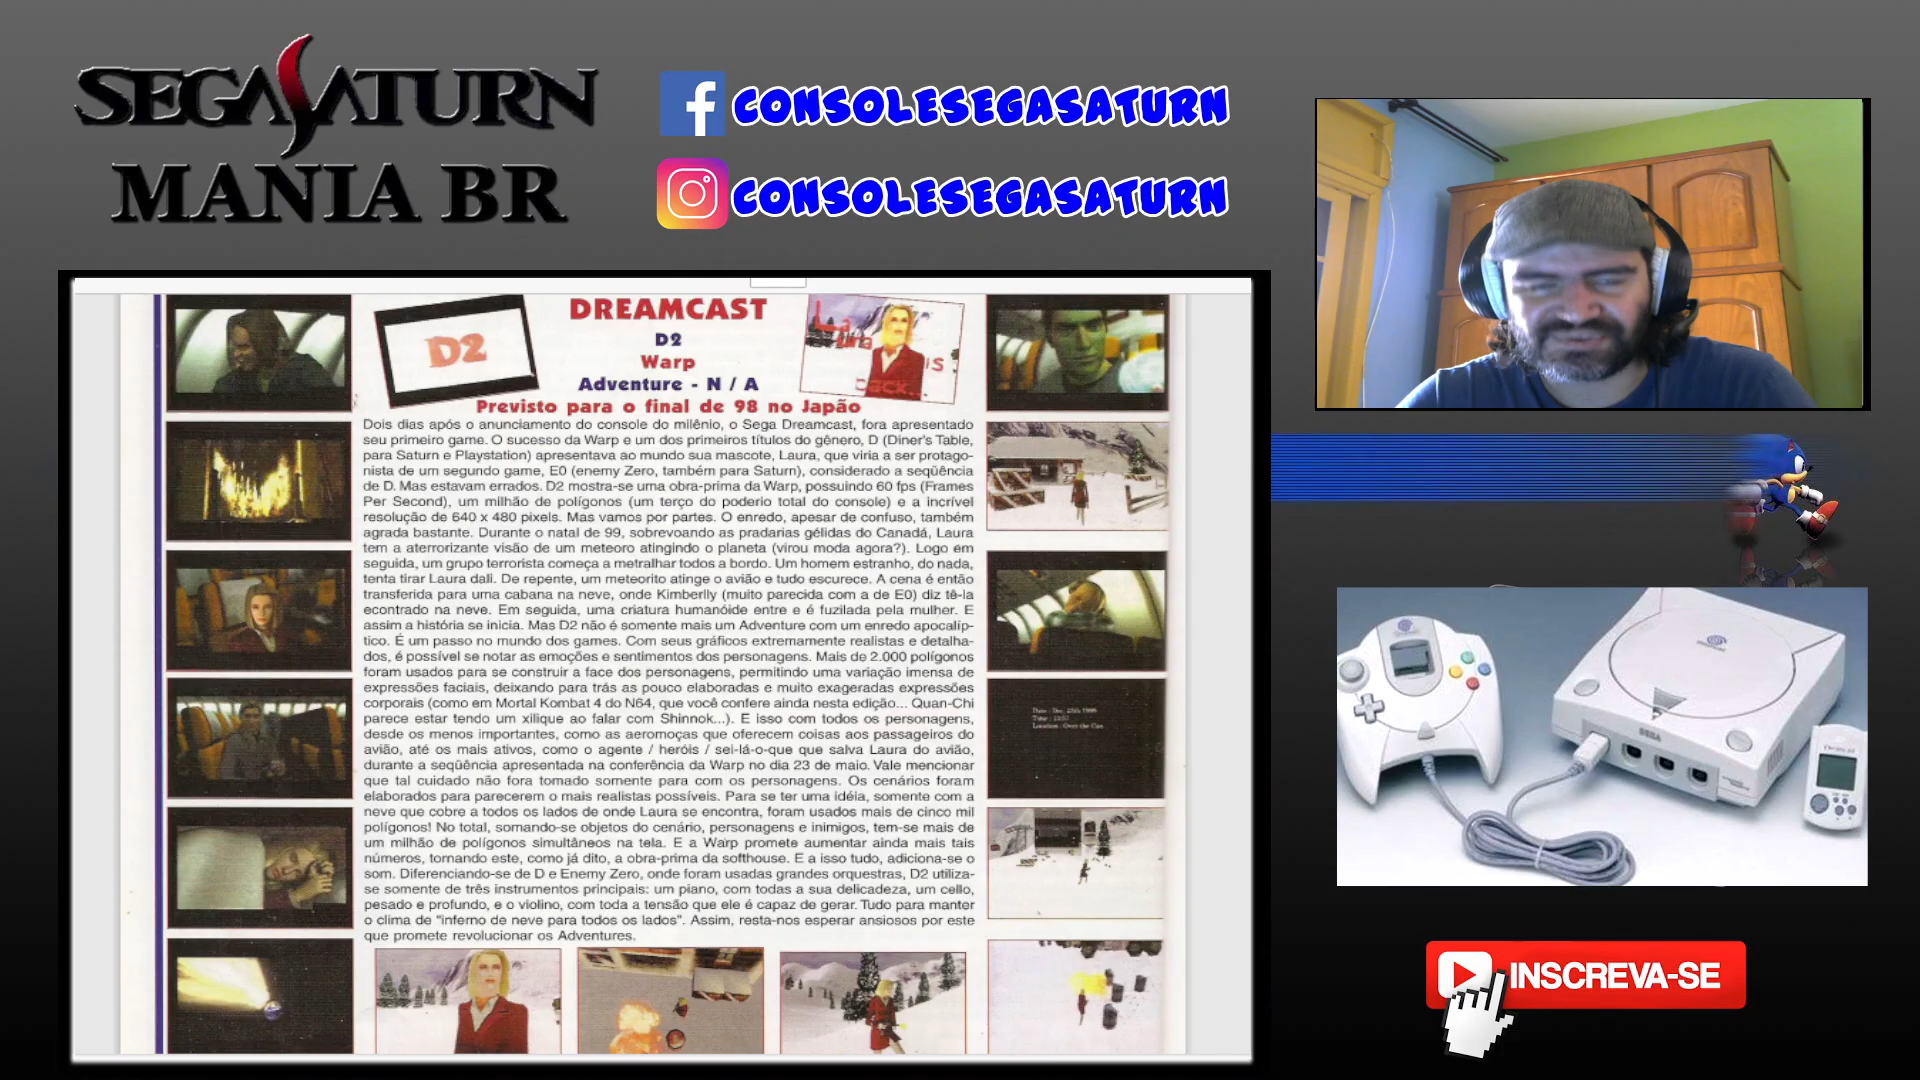 SEGA SATURN
MANIA BR
CONSOLESEGASATURN
CONSOLESEGASATURN
D2
DREAMCAST
D2
Warp
Adventure - N / A
Previsto para o final de 98 no Japão
Laura
IS
BACK...
Dois dias após o anunciamento do console do milênio, o Sega Dreamcast, fora apresentado
seu primeiro game. O sucesso da Warp e um dos primeiros títulos do gênero, D (Diner's Table,
para Saturn e Playstation) apresentava ao mundo sua mascote, Laura, que viria a ser protago-
nista de um segundo game, E0 (enemy Zero, também para Saturn), considerado a seqüência
de D. Mas estavam errados. D2 mostra-se uma obra-prima da Warp, possuindo 60 fps (Frames
Per Second), um milhão de polígonos (um terço do poderio total do console) e a incrível
resolução de 640 x 480 pixels. Mas vamos por partes. O enredo, apesar de confuso, também
agrada bastante. Durante o natal de 99, sobrevoando as pradarias gélidas do Canadá, Laura
tem a aterrorizante visão de um meteoro atingindo o planeta (virou moda agora?). Logo em
seguida, um grupo terrorista começa a metralhar todos a bordo. Um homem estranho, do nada,
tenta tirar Laura dali. De repente, um meteorito atinge o avião e tudo escurece. A cena é então
transferida para uma cabana na neve, onde Kimberlly (muito parecida com a de E0) diz tê-la
econtrado na neve. Em seguida, uma criatura humanóide entre e é fuzilada pela mulher. E
assim a história se inicia. Mas D2 não é somente mais um Adventure com um enredo apocalíp-
tico. É um passo no mundo dos games. Com seus gráficos extremamente realistas e detalha-
dos, é possível se notar as emoções e sentimentos dos personagens. Mais de 2.000 polígonos
foram usados para se construir a face dos personagens, permitindo uma variação imensa de
expressões faciais, deixando para trás as pouco elaboradas e muito exageradas expressões
corporais (como em Mortal Kombat 4 do N64, que você confere ainda nesta edição... Quan-Chi
parece estar tendo um xilique ao falar com Shinnok...). E isso com todos os personagens,
desde os menos importantes, como as aeromoças que oferecem coisas aos passageiros do
avião, até os mais ativos, como o agente / heróis / sei-lá-o-que que salva Laura do avião,
durante a seqüência apresentada na conferência da Warp no dia 23 de maio. Vale mencionar
que tal cuidado não fora tomado somente para com os personagens. Os cenários foram
elaborados para parecerem o mais realistas possíveis. Para se ter uma idéia, somente com a
neve que cobre a todos os lados de onde Laura se encontra, foram usados mais de cinco mil
polígonos! No total, somando-se objetos do cenário, personagens e inimigos, tem-se mais de
um milhão de polígonos simultâneos na tela. E a Warp promete aumentar ainda mais tais
números, tornando este, como já dito, a obra-prima da softhouse. E a isso tudo, adiciona-se o
som. Diferenciando-se de D e Enemy Zero, onde foram usadas grandes orquestras, D2 utiliza-
se somente de três instrumentos principais: um piano, com todas a sua delicadeza, um cello,
pesado e profundo, e o violino, com toda a tensão que ele é capaz de gerar. Tudo para manter
o clima de "inferno de neve para todos os lados". Assim, resta-nos esperar ansiosos por este
que promete revolucionar os Adventures.
Location : Over the Can
SEGA
INSCREVA-SE